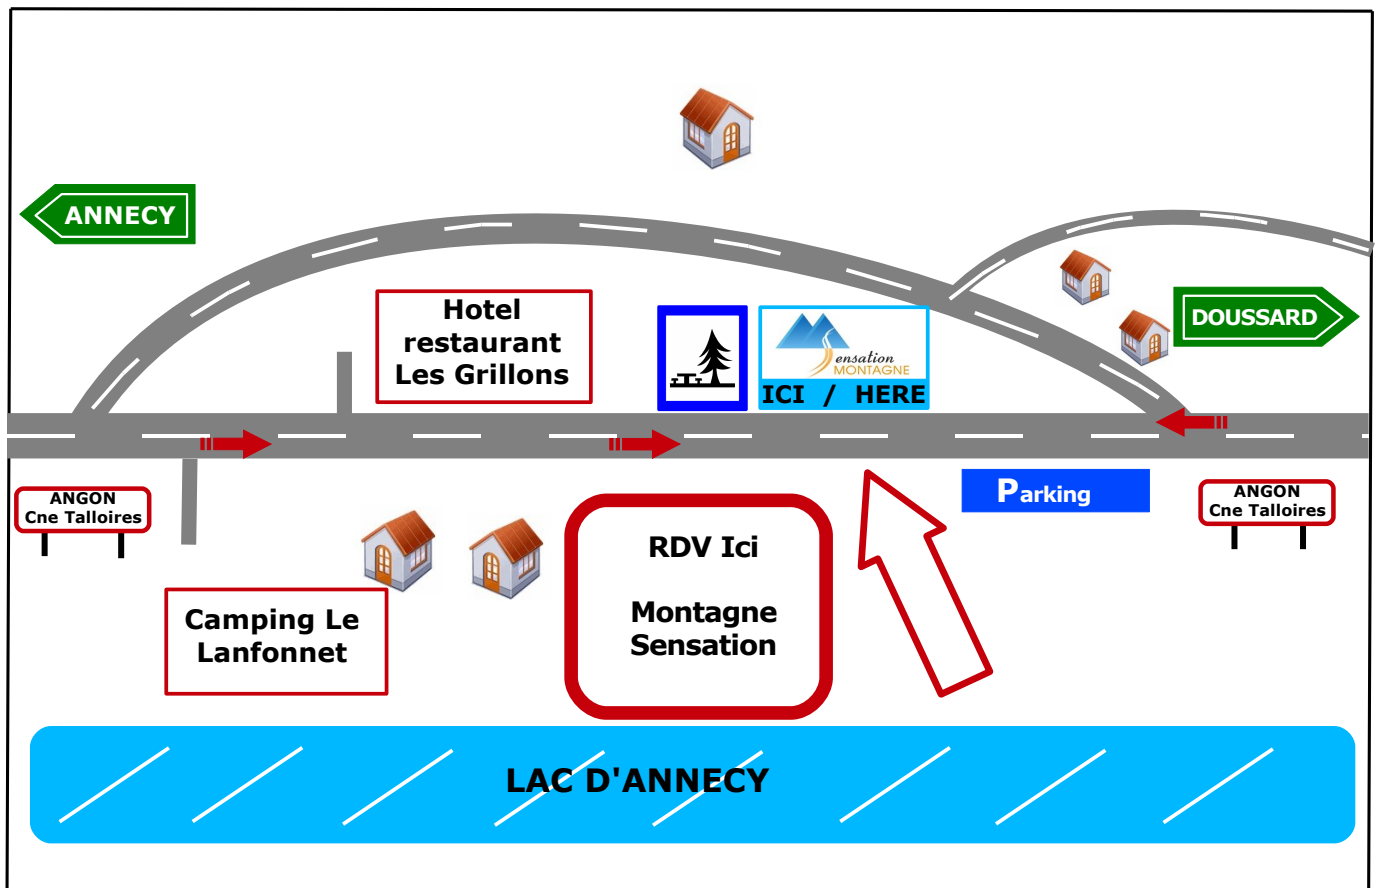 ANNECY
Hotel
restaurant
Les Grillons
ensation
MONTAGNE
ICI / HERE
DOUSSARD
ANGON
Cne Talloires
Parking
ANGON
Cne Talloires
RDV Ici
Montagne
Sensation
Camping Le
Lanfonnet
LAC D'ANNECY